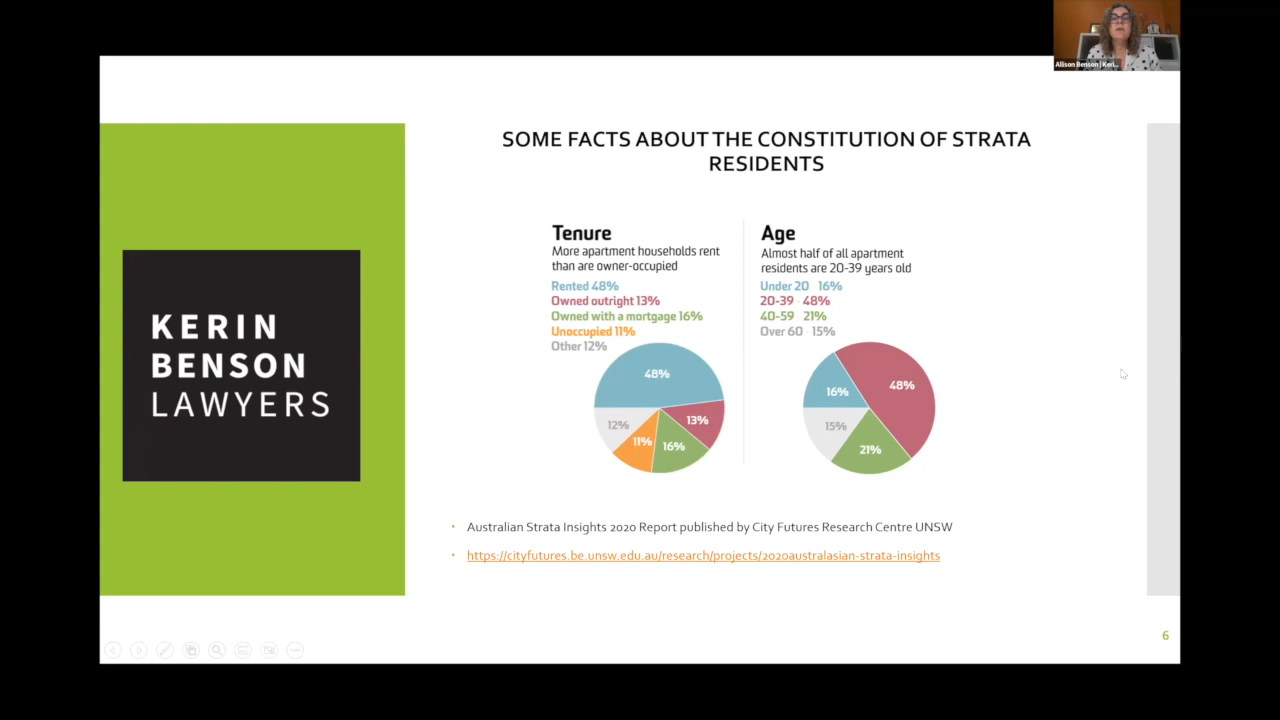 Allison Benson | Keri...
SOME FACTS ABOUT THE CONSTITUTION OF STRATA
RESIDENTS
KERIN
BENSON
LAWYERS
Tenure
More apartment households rent
than are owner-occupied
Rented 48%
Owned outright 13%
Owned with a mortgage 16%
Unoccupied 11%
Other 12%
48%
13%
16%
11%
12%
Age
Almost half of all apartment
residents are 20-39 years old
Under 20 16%
20-39 · 48%
40-59 · 21%
Over 60 · 15%
16%
48%
15%
21%
• Australian Strata Insights 2020 Report published by City Futures Research Centre UNSW
• https://cityfutures.be.unsw.edu.au/research/projects/2020australasian-strata-insights
6